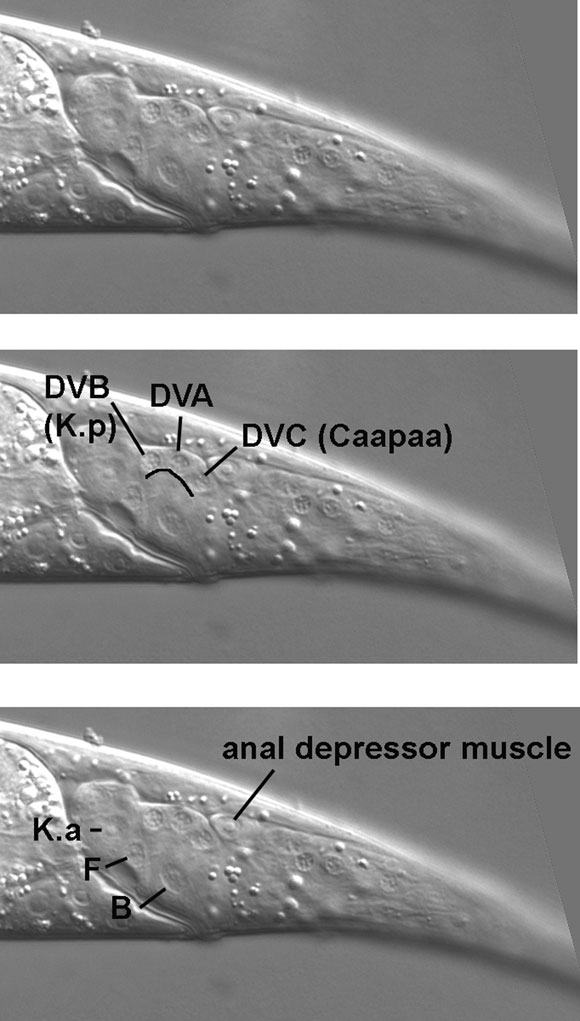 DVB
(K.p)
DVA
DVC (Caapaa)
anal depressor muscle
K.a
F
B